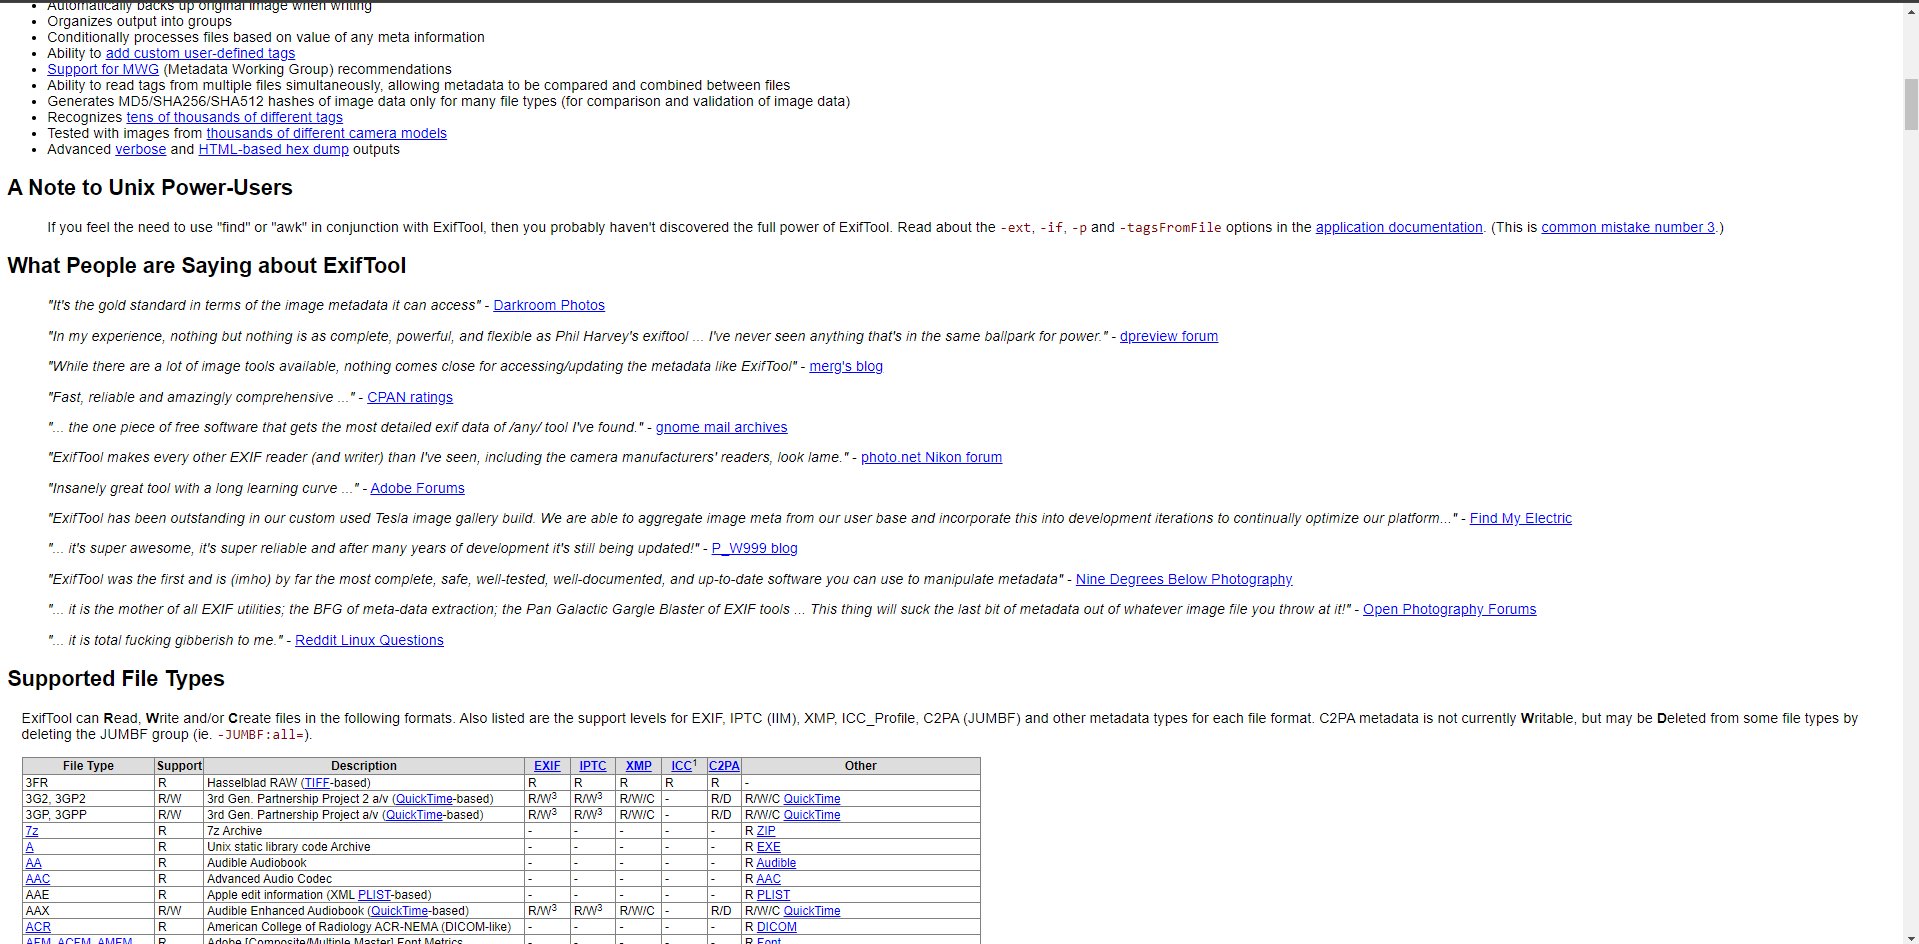 Automatically backs up original image when writing
Organizes output into groups
Conditionally processes files based on value of any meta information
Ability to add custom user-defined tags
Support for MWG (Metadata Working Group) recommendations
Ability to read tags from multiple files simultaneously, allowing metadata to be compared and combined between files
Generates MD5/SHA256/SHA512 hashes of image data only for many file types (for comparison and validation of image data)
Recognizes tens of thousands of different tags
Tested with images from thousands of different camera models
Advanced verbose and HTML-based hex dump outputs
A Note to Unix Power-Users
If you feel the need to use "find" or "awk" in conjunction with ExifTool, then you probably haven't discovered the full power of ExifTool. Read about the -ext, -if, -p and -tagsFromFile options in the application documentation. (This is common mistake number 3.)
What People are Saying about ExifTool
"It's the gold standard in terms of the image metadata it can access" - Darkroom Photos
"In my experience, nothing but nothing is as complete, powerful, and flexible as Phil Harvey's exiftool ... I've never seen anything that's in the same ballpark for power." - dpreview forum
"While there are a lot of image tools available, nothing comes close for accessing/updating the metadata like ExifTool" - merg's blog
"Fast, reliable and amazingly comprehensive ..." - CPAN ratings
"... the one piece of free software that gets the most detailed exif data of /any/ tool I've found." - gnome mail archives
"ExifTool makes every other EXIF reader (and writer) than I've seen, including the camera manufacturers' readers, look lame." - photo.net Nikon forum
"Insanely great tool with a long learning curve ..." - Adobe Forums
"ExifTool has been outstanding in our custom used Tesla image gallery build. We are able to aggregate image meta from our user base and incorporate this into development iterations to continually optimize our platform..." - Find My Electric
"... it's super awesome, it's super reliable and after many years of development it's still being updated!" - P_W999 blog
"ExifTool was the first and is (imho) by far the most complete, safe, well-tested, well-documented, and up-to-date software you can use to manipulate metadata" - Nine Degrees Below Photography
"... it is the mother of all EXIF utilities; the BFG of meta-data extraction; the Pan Galactic Gargle Blaster of EXIF tools ... This thing will suck the last bit of metadata out of whatever image file you throw at it!" - Open Photography Forums
"... it is total fucking gibberish to me." - Reddit Linux Questions
Supported File Types
ExifTool can Read, Write and/or Create files in the following formats. Also listed are the support levels for EXIF, IPTC (IIM), XMP, ICC_Profile, C2PA (JUMBF) and other metadata types for each file format. C2PA metadata is not currently Writable, but may be Deleted from some file types by
deleting the JUMBF group (ie. -JUMBF:all=).
File Type Support Description EXIF IPTC XMP ICC1 C2PA Other
3FR R Hasselblad RAW (TIFF-based) R R R R R -
3G2, 3GP2 R/W 3rd Gen. Partnership Project 2 a/v (QuickTime-based) R/W3 R/W3 R/W/C - R/D R/W/C QuickTime
3GP, 3GPP R/W 3rd Gen. Partnership Project a/v (QuickTime-based) R/W3 R/W3 R/W/C - R/D R/W/C QuickTime
7z R 7z Archive - - - - - R ZIP
A R Unix static library code Archive - - - - - R EXE
AA R Audible Audiobook - - - - - R Audible
AAC R Advanced Audio Codec - - - - - R AAC
AAE R Apple edit information (XML PLIST-based) - - - - - R PLIST
AAX R/W Audible Enhanced Audiobook (QuickTime-based) R/W3 R/W3 R/W/C - R/D R/W/C QuickTime
ACR R American College of Radiology ACR-NEMA (DICOM-like) - - - - - R DICOM
AFM, ACFM, AMFM R Adobe [Composite/Multiple Master] Font Metrics - - - - - R Font